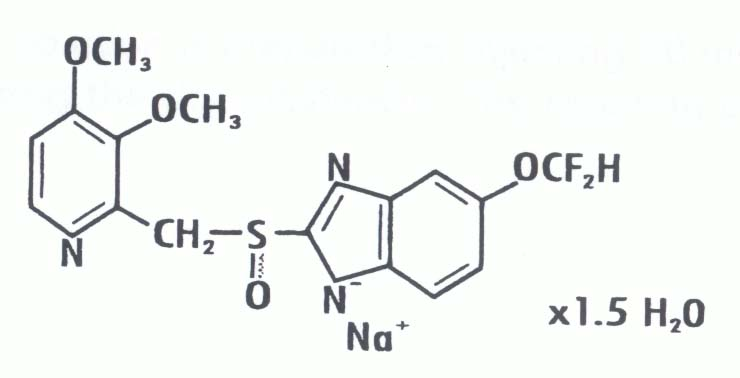 OCH₃
OCH₃
N
OCF₂H
N
CH₂
S
O
N⁻
Na⁺
x1.5 H₂O